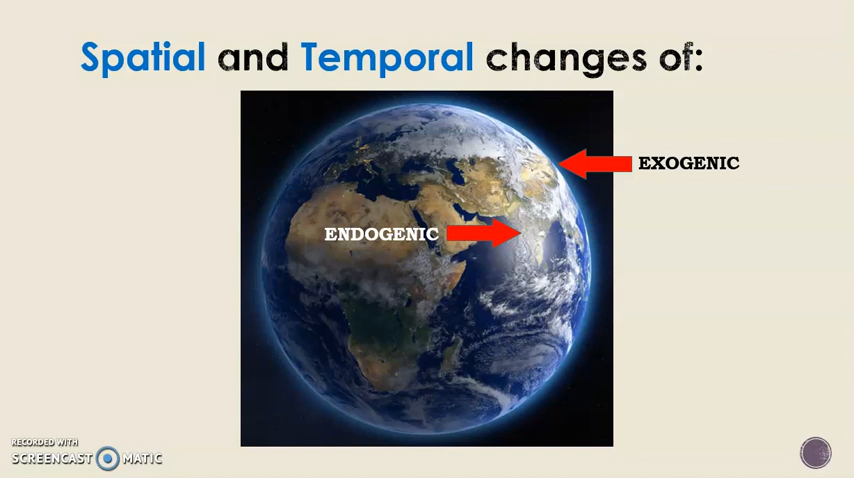 Spatial and Temporal changes of:
EXOGENIC
ENDOGENIC
RECORDED WITH
SCREENCAST MATIC